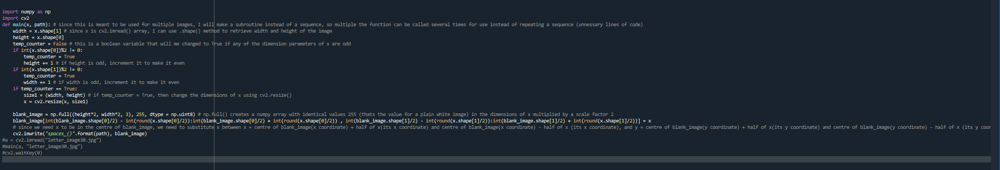 import numpy as np
import cv2
def main(x, path): # since this is meant to be used for multiple images, I will make a subroutine instead of a sequence, so multiple the function can be called several times for use instead of repeating a sequence (unnessary lines of code)
    width = x.shape[1] # since x is cv2.imread() array, I can use .shape() method to retrieve width and height of the image
    height = x.shape[0]
    temp_counter = False # this is a boolean variable that will me changed to True if any of the dimension parameters of x are odd
    if int(x.shape[0])%2 != 0:
        temp_counter = True
        height += 1 # if height is odd, increment it to make it even
    if int(x.shape[1])%2 != 0:
        temp_counter = True
        width += 1 # if width is odd, increment it to make it even
    if temp_counter == True:
        size1 = (width, height) # if temp_counter = True, then change the dimensions of x using cv2.resize()
        x = cv2.resize(x, size1)
    blank_image = np.full((height*2, width*2, 3), 255, dtype = np.uint8) # np.full() creates a numpy array with identical values 255 (thats the value for a plain white image) in the dimensions of x multiplied by a scale factor 2
    blank_image[int(blank_image.shape[0]/2) - int(round(x.shape[0]/2)):int(blank_image.shape[0]/2) + int(round(x.shape[0]/2)) , int(blank_image.shape[1]/2) - int(round(x.shape[1]/2)):int(blank_image.shape[1]/2) + int(round(x.shape[1]/2))] = x
    # since we need x to be in the centre of blank_image, we need to substitute x between x = centre of blank_image(x coordinate) + half of x(its x coordinate) and centre of blank_image(x coordinate) - half of x (its x coordinate), and y = centre of blank_image(y coordinate) + half of x(its y coordinate) and centre of blank_image(y coordinate) - half of x (its y coor
    cv2.imwrite("spaces_{}".format(path), blank_image)
#a = cv2.imread("letter_image30.jpg")
#main(a, "letter_image30.jpg")
#cv2.waitKey(0)